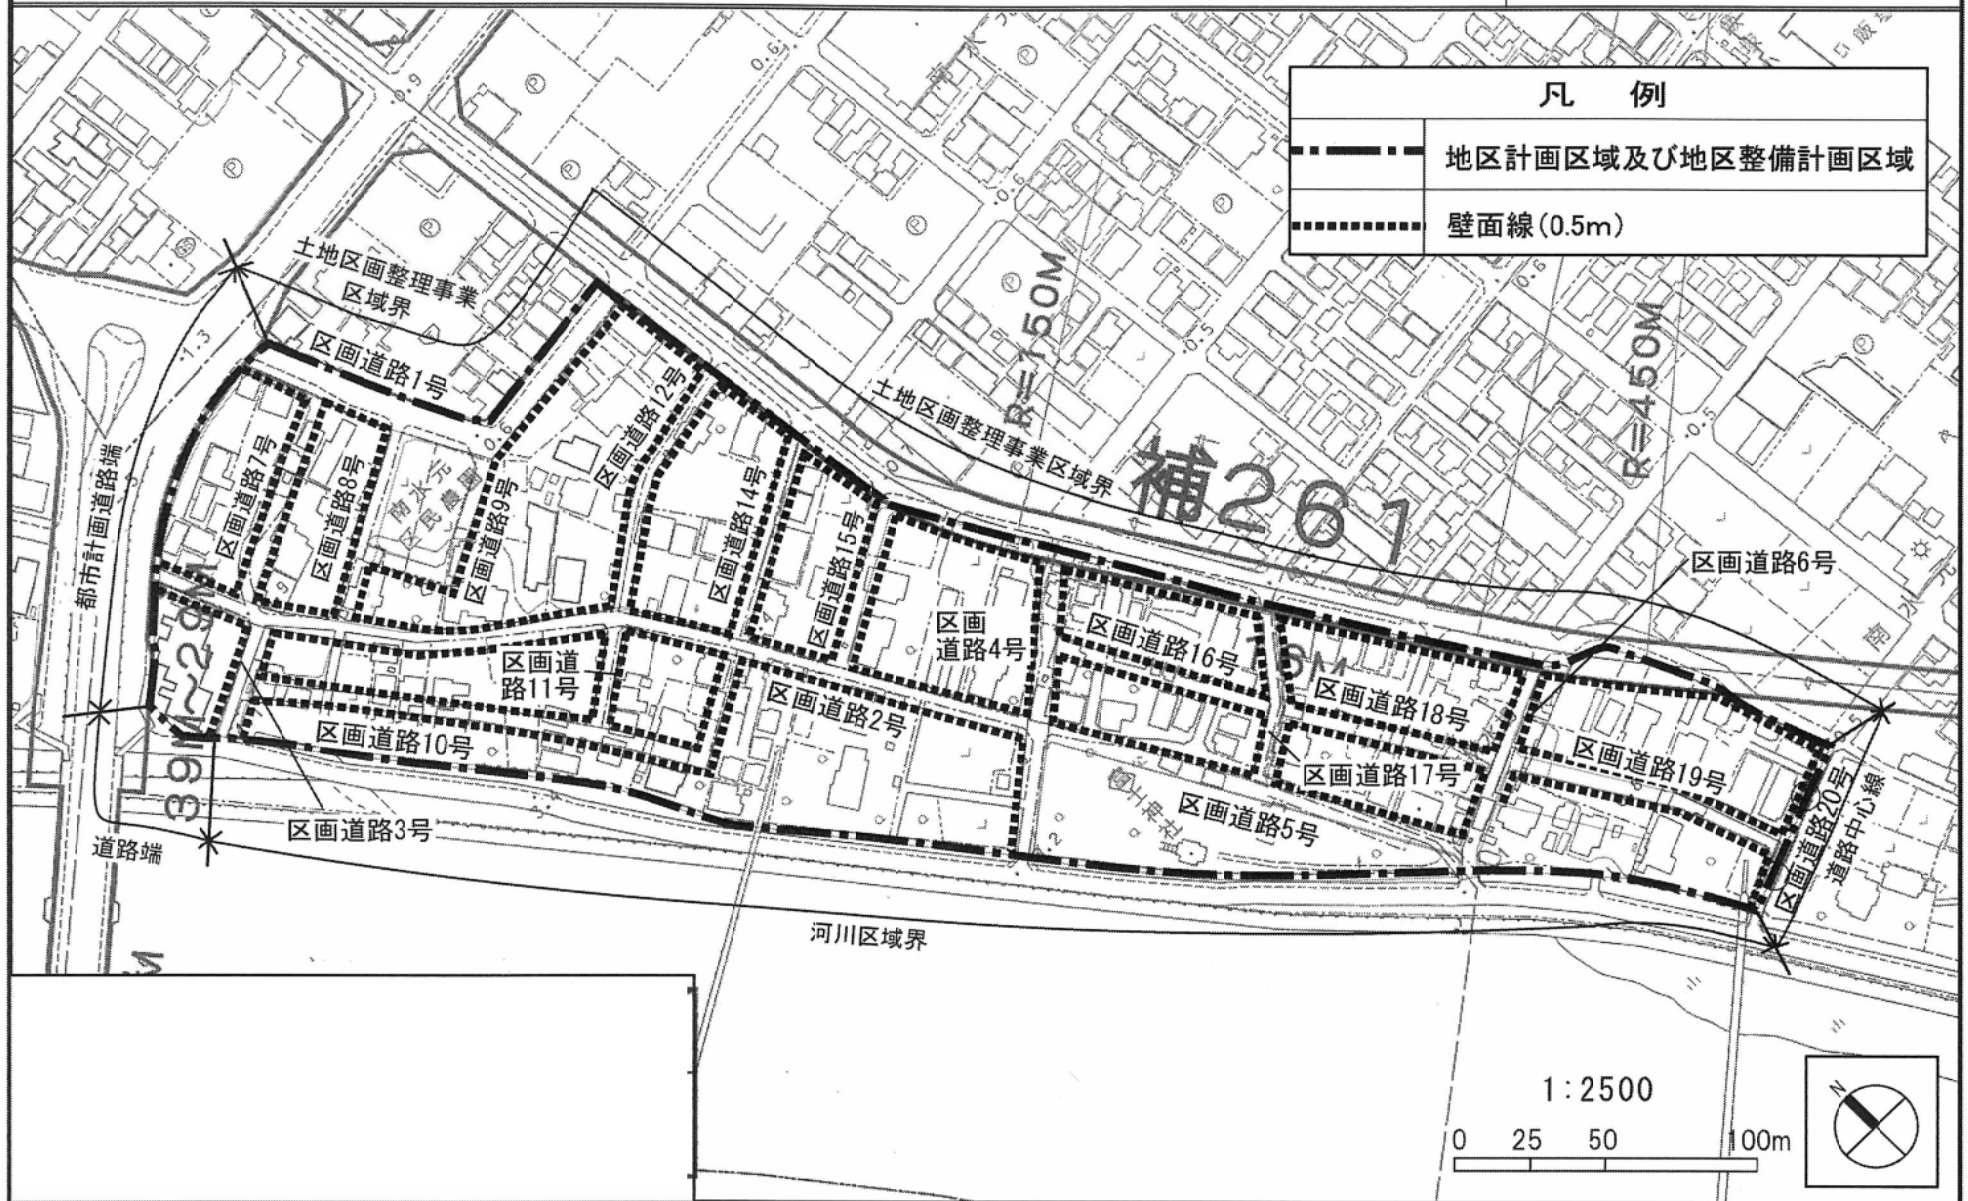 凡 例
地区計画区域及び地区整備計画区域
壁面線(0.5m)
土地区画整理事業
区域界
土地区画整理事業区域界
R=150M
R=450M
補261
区画道路1号
区画道路12号
区画道路7号
区画道路8号
区画道路9号
区画道路14号
区画道路15号
区画
道路4号
区画道路16号
区画道路6号
都市計画道路端
39M~29M
区画道
路11号
区画道路2号
区画道路18号
区画道路10号
区画道路17号
区画道路19号
区画道路5号
区画道路3号
区画道路20号
道路中心線
道路端
河川区域界
1:2500
0 25 50 100m
N